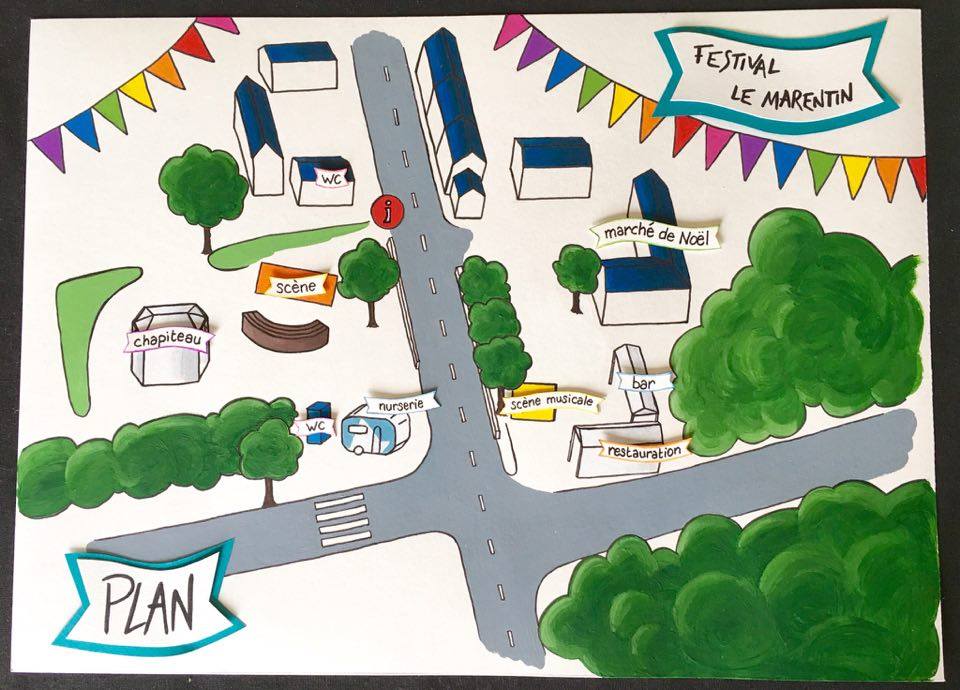 FESTIVAL
LE MARENTIN
WC
i
marché de Noël
scène
chapiteau
bar
nurserie
scène musicale
WC
restauration
PLAN